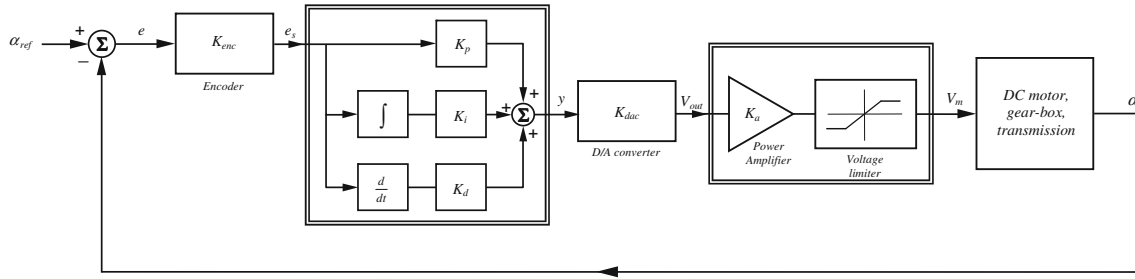 α_ref
+
−
Σ
e
K_enc
Encoder
e_s
K_p
∫
K_i
d/dt
K_d
+
+
+
Σ
y
K_dac
D/A converter
V_out
K_a
Power
Amplifier
Voltage
limiter
V_m
DC motor,
gear-box,
transmission